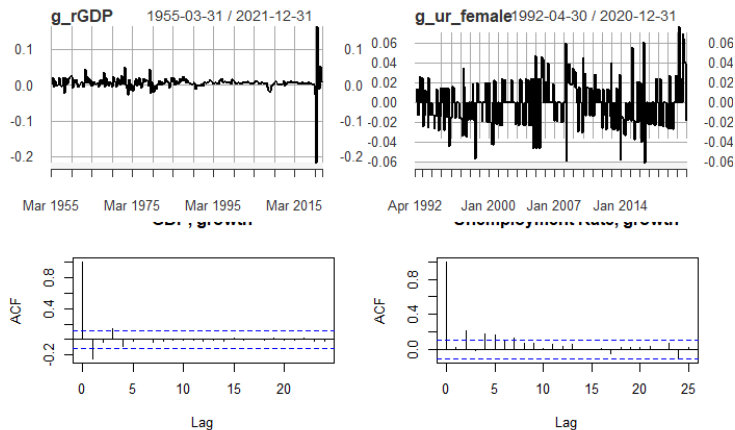 g_rGDP 1955-03-31 / 2021-12-31
0.1 0.1
0.0 0.0
-0.1 -0.1
-0.2 -0.2
Mar 1955 Mar 1975 Mar 1995 Mar 2015
g_ur_female 1992-04-30 / 2020-12-31
0.06 0.06
0.04 0.04
0.02 0.02
0.00 0.00
-0.02 -0.02
-0.04 -0.04
-0.06 -0.06
Apr 1992 Jan 2000 Jan 2007 Jan 2014
GDP, growth
ACF
0.8
0.4
-0.2
0 5 10 15 20
Lag
Unemployment Rate, growth
ACF
0.8
0.4
0.0
0 5 10 15 20 25
Lag